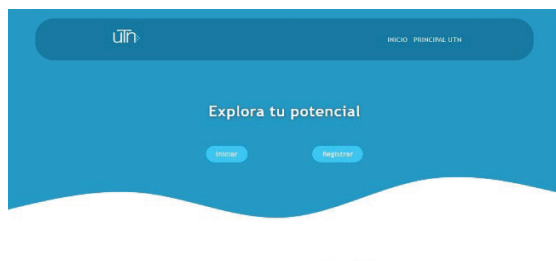 UTN
INICIO PRINCIPAL UTN
Explora tu potencial
Iniciar Registrar